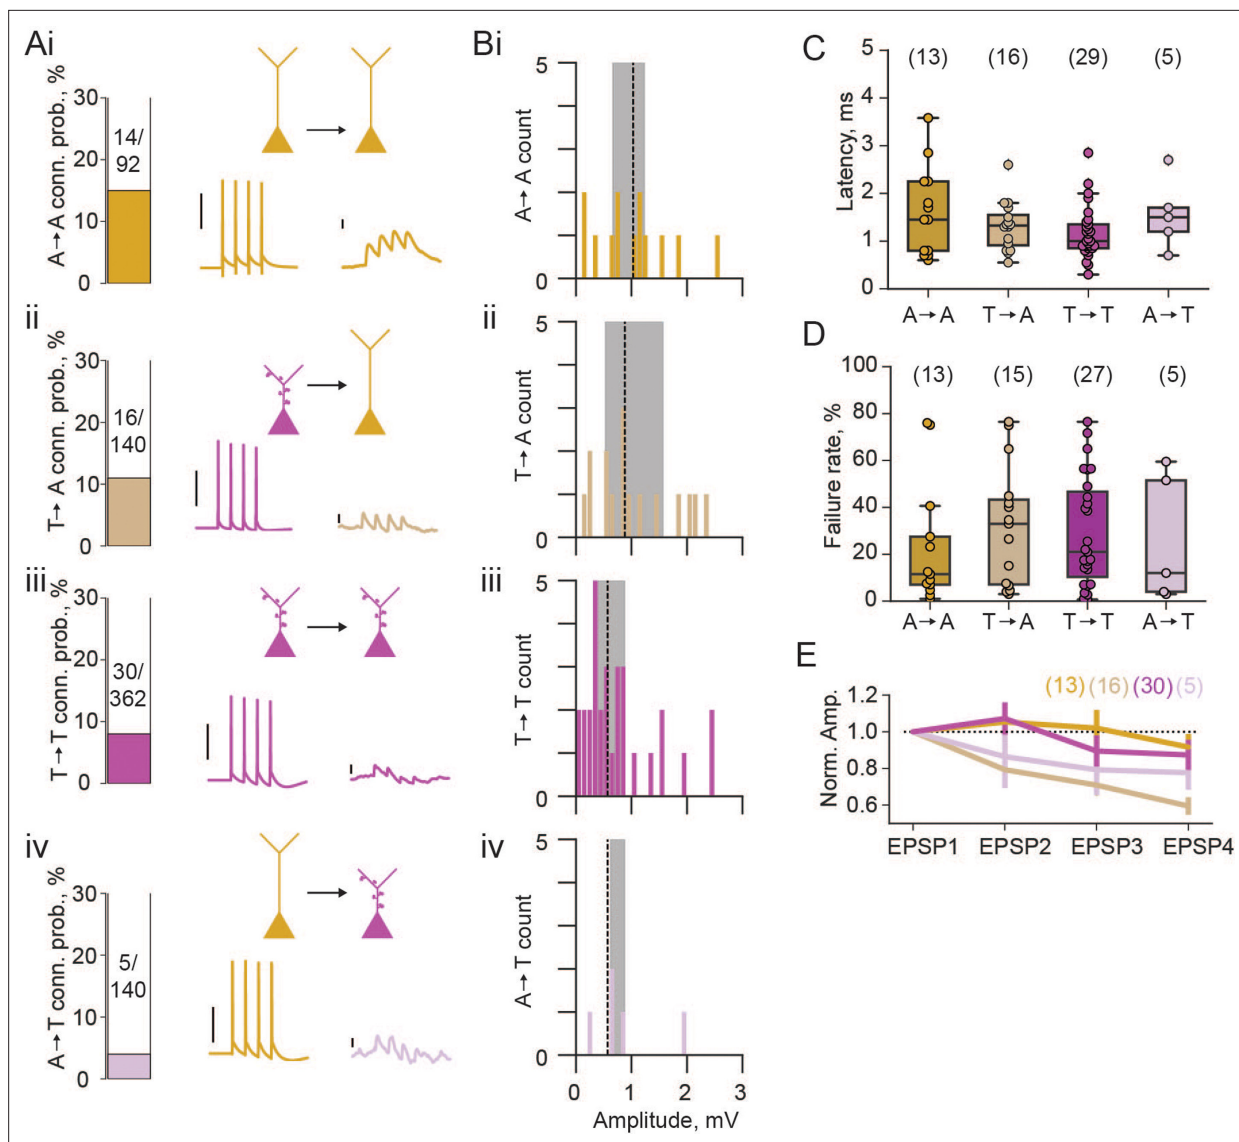 Ai
A→A conn. prob., %
30
20
10
0
14/
92
ii
T→A conn. prob., %
30
20
10
0
16/
140
iii
T→T conn. prob., %
30
20
10
0
30/
362
iv
A→T conn. prob., %
30
20
10
0
5/
140
Bi
A→A count
5
0
ii
T→A count
5
0
iii
T→T count
5
0
iv
A→T count
5
0
0 1 2 3
Amplitude, mV
C
Latency, ms
5
4
3
2
1
0
(13) (16) (29) (5)
A→A T→A T→T A→T
D
Failure rate, %
100
80
60
40
20
0
(13) (15) (27) (5)
A→A T→A T→T A→T
E
Norm. Amp.
1.2
1.0
0.8
0.6
(13) (16) (30) (5)
EPSP1 EPSP2 EPSP3 EPSP4